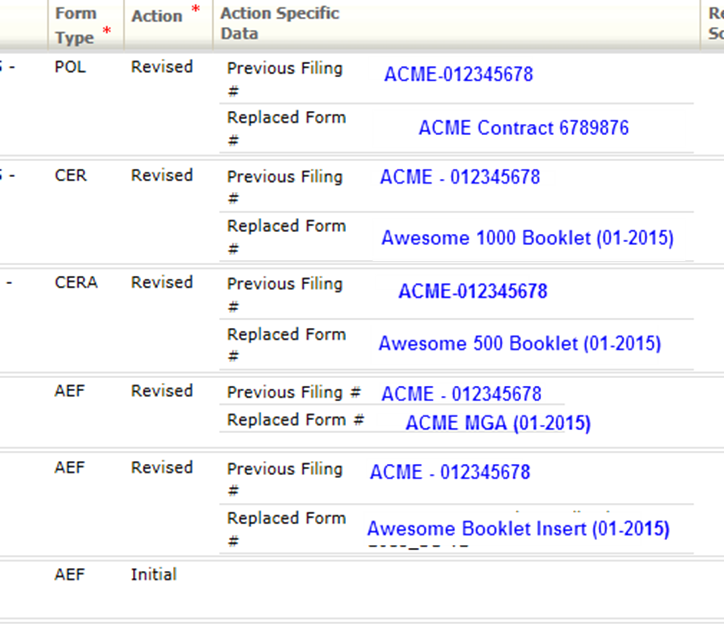 Form Type * Action * Action Specific Data
- POL Revised Previous Filing # ACME-012345678
Replaced Form # ACME Contract 6789876
- CER Revised Previous Filing # ACME - 012345678
Replaced Form # Awesome 1000 Booklet (01-2015)
- CERA Revised Previous Filing # ACME-012345678
Replaced Form # Awesome 500 Booklet (01-2015)
AEF Revised Previous Filing # ACME - 012345678
Replaced Form # ACME MGA (01-2015)
AEF Revised Previous Filing # ACME - 012345678
Replaced Form # Awesome Booklet Insert (01-2015)
AEF Initial